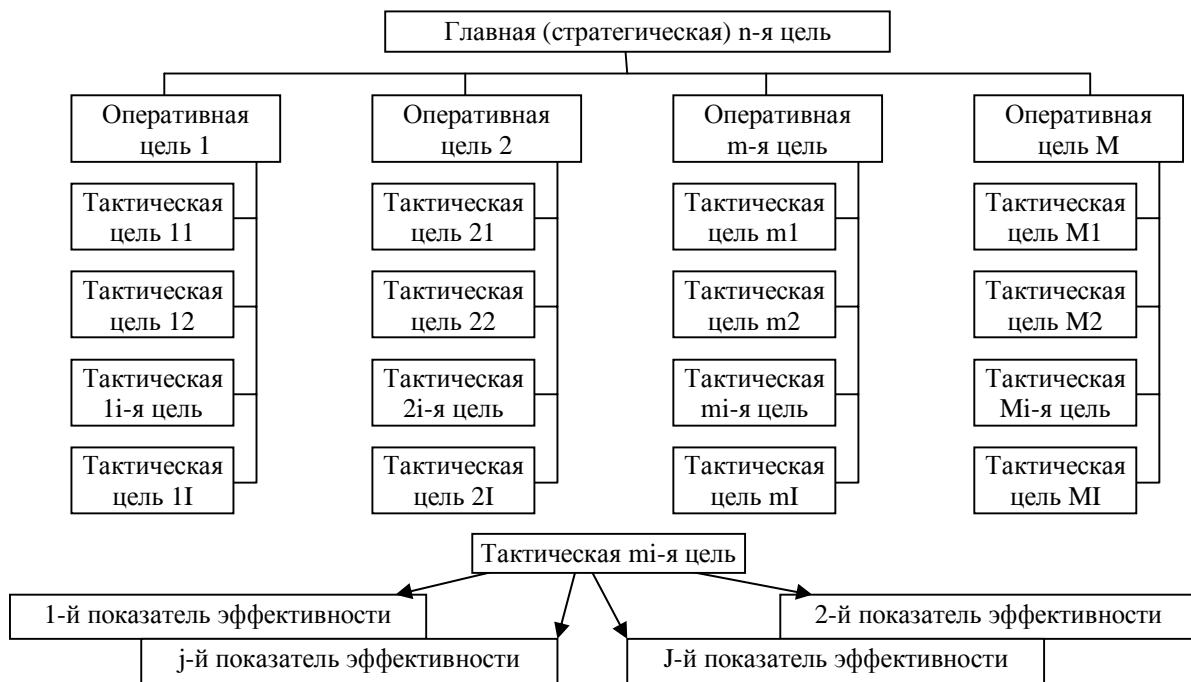 Главная (стратегическая) n-я цель
Оперативная
цель 1
Оперативная
цель 2
Оперативная
m-я цель
Оперативная
цель M
Тактическая
цель 11
Тактическая
цель 21
Тактическая
цель m1
Тактическая
цель M1
Тактическая
цель 12
Тактическая
цель 22
Тактическая
цель m2
Тактическая
цель M2
Тактическая
1i-я цель
Тактическая
2i-я цель
Тактическая
mi-я цель
Тактическая
Mi-я цель
Тактическая
цель 1I
Тактическая
цель 2I
Тактическая
цель mI
Тактическая
цель MI
Тактическая mi-я цель
1-й показатель эффективности
2-й показатель эффективности
j-й показатель эффективности
J-й показатель эффективности